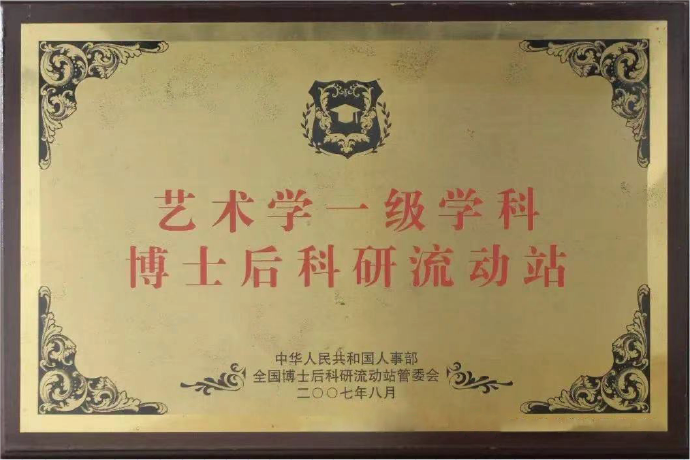 艺术学一级学科
博士后科研流动站
中华人民共和国人事部
全国博士后科研流动站管委会
二〇〇七年八月